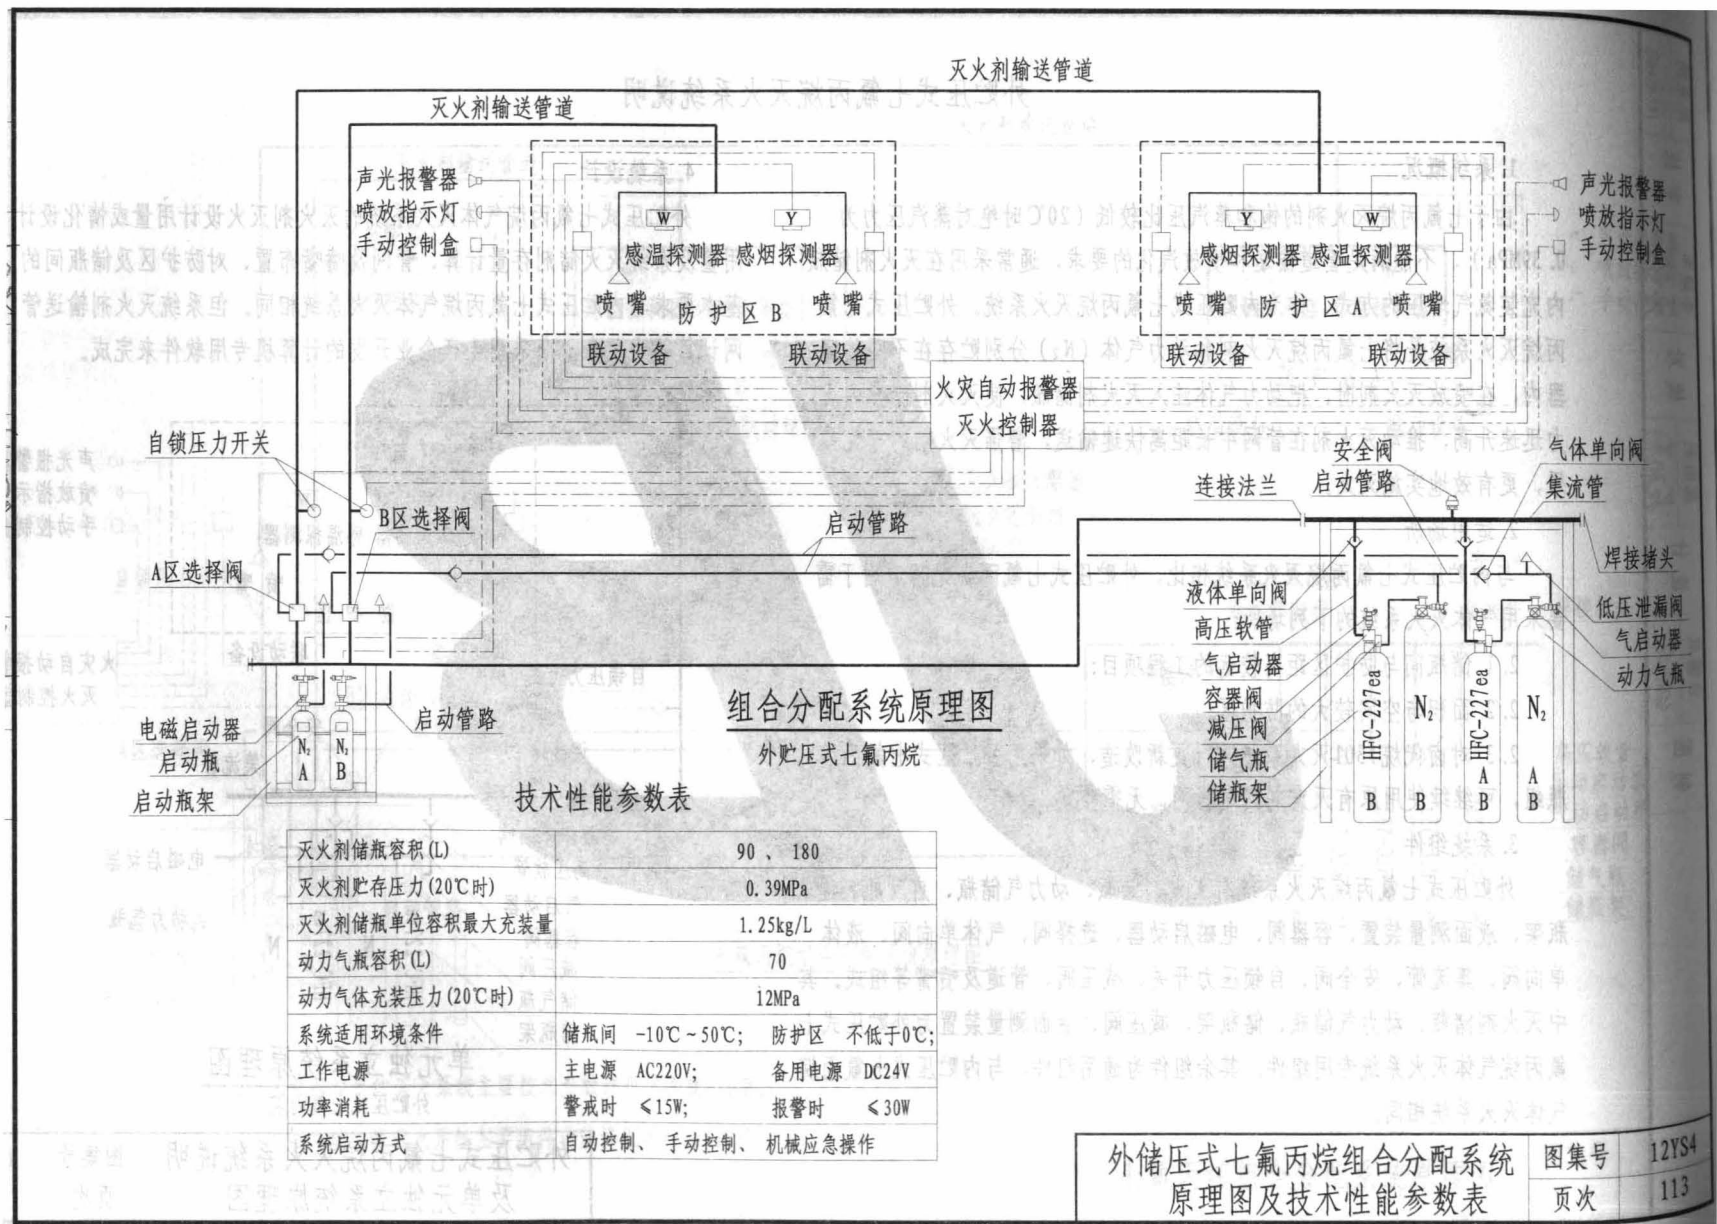 灭火剂输送管道
灭火剂输送管道
声光报警器
喷放指示灯
手动控制盒
W
Y
感温探测器 感烟探测器
喷嘴 防护区B 喷嘴
联动设备 联动设备
Y
W
感烟探测器 感温探测器
喷嘴 防护区A 喷嘴
联动设备 联动设备
声光报警器
喷放指示灯
手动控制盒
火灾自动报警器
灭火控制器
自锁压力开关
B区选择阀
A区选择阀
启动管路
连接法兰
安全阀
启动管路
气体单向阀
集流管
焊接堵头
液体单向阀
高压软管
气启动器
容器阀
减压阀
储气瓶
储瓶架
低压泄漏阀
气启动器
动力气瓶
HFC-227ea
N₂
HFC-227ea
N₂
A A
B B B B
电磁启动器
启动瓶
启动瓶架
启动管路
N₂ N₂
A B
组合分配系统原理图
外贮压式七氟丙烷
技术性能参数表
灭火剂储瓶容积(L) 90 、 180
灭火剂贮存压力(20℃时) 0.39MPa
灭火剂储瓶单位容积最大充装量 1.25kg/L
动力气瓶容积(L) 70
动力气体充装压力(20℃时) 12MPa
系统适用环境条件 储瓶间 -10℃~50℃; 防护区 不低于0℃;
工作电源 主电源 AC220V; 备用电源 DC24V
功率消耗 警戒时 ≤15W; 报警时 ≤30W
系统启动方式 自动控制、 手动控制、 机械应急操作
外储压式七氟丙烷组合分配系统
原理图及技术性能参数表
图集号 12YS4
页次 113